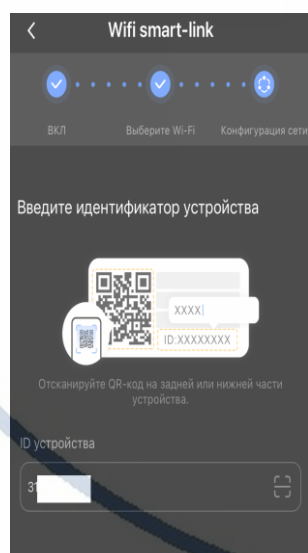 Wifi smart-link
ВКЛ Выберите Wi-Fi Конфигурация сети
Введите идентификатор устройства
XXXX
ID:XXXXXXXX
Отсканируйте QR-код на задней или нижней части
устройства.
ID устройства
31